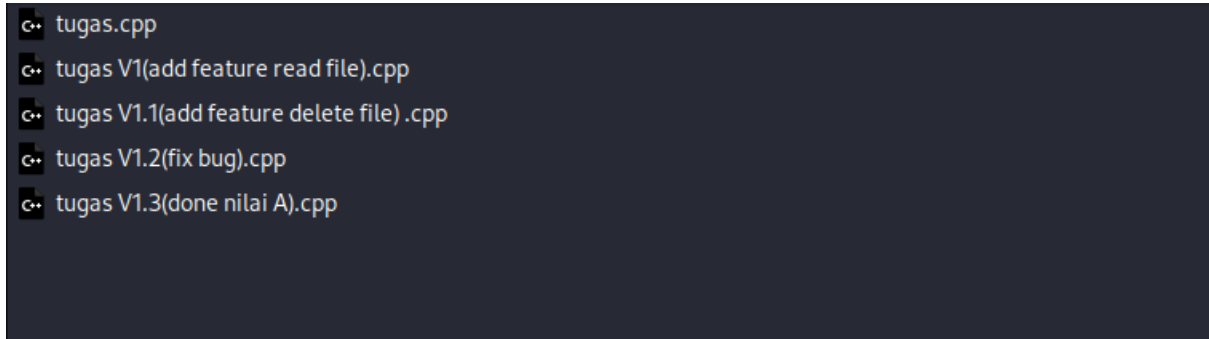 tugas.cpp
tugas V1(add feature read file).cpp
tugas V1.1(add feature delete file) .cpp
tugas V1.2(fix bug).cpp
tugas V1.3(done nilai A).cpp